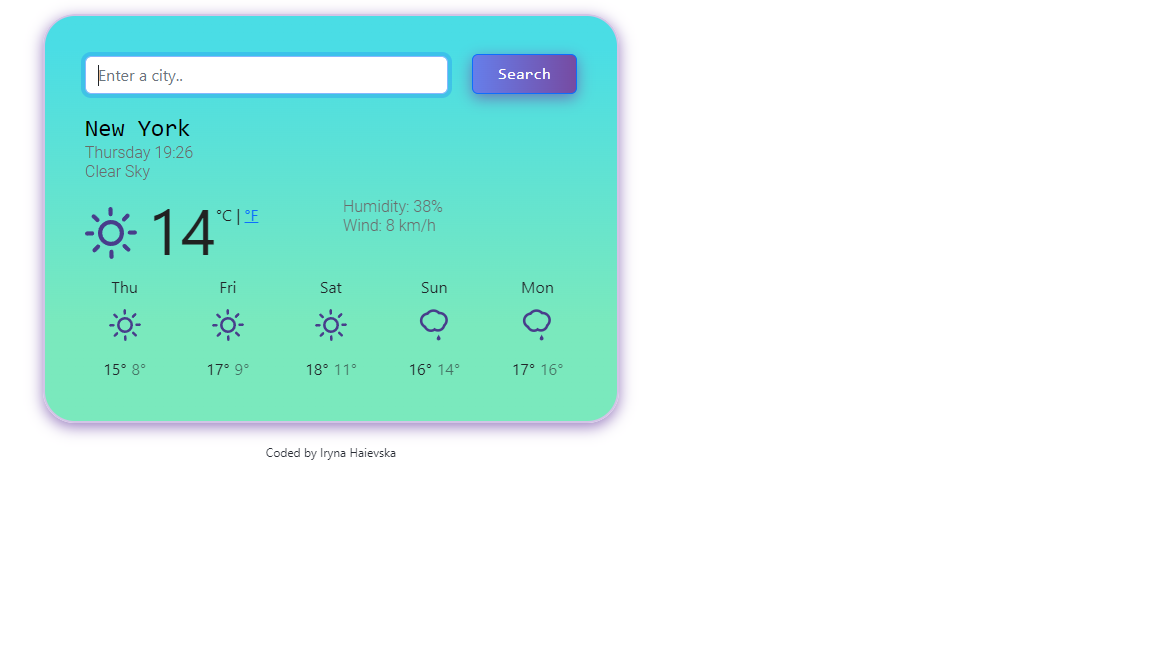 Enter a city..
Search
New York
Thursday 19:26
Clear Sky
14 °C | °F
Humidity: 38%
Wind: 8 km/h
Thu Fri Sat Sun Mon
15° 8° 17° 9° 18° 11° 16° 14° 17° 16°
Coded by Iryna Haievska